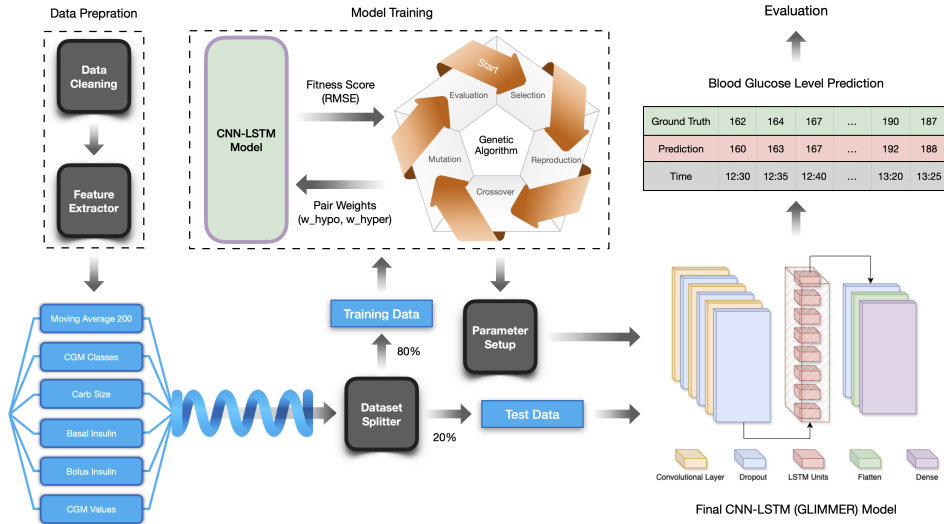 Data Prepration
Data
Cleaning
Feature
Extractor
Moving Average 200
CGM Classes
Carb Size
Basal Insulin
Bolus Insulin
CGM Values
Model Training
CNN-LSTM
Model
Fitness Score
(RMSE)
Pair Weights
(w_hypo, w_hyper)
Start
Evaluation
Selection
Genetic
Algorithm
Mutation
Reproduction
Crossover
Training Data
80%
Dataset
Splitter
20%
Test Data
Parameter
Setup
Evaluation
Blood Glucose Level Prediction
Ground Truth 162 164 167 ... 190 187
Prediction 160 163 167 ... 192 188
Time 12:30 12:35 12:40 ... 13:20 13:25
Convolutional Layer
Dropout
LSTM Units
Flatten
Dense
Final CNN-LSTM (GLIMMER) Model